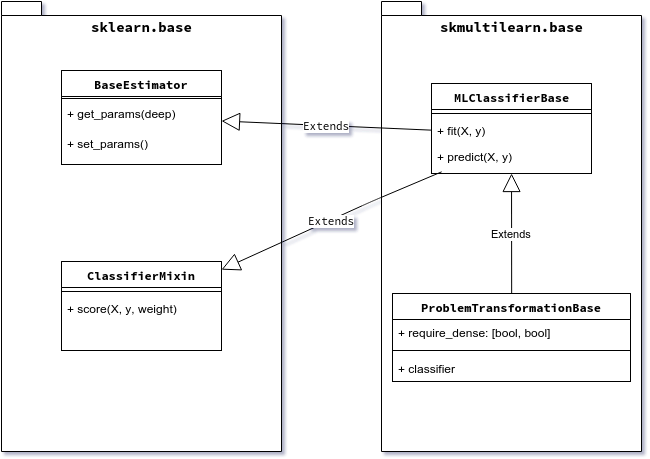 sklearn.base
BaseEstimator
+ get_params(deep)
+ set_params()
ClassifierMixin
+ score(X, y, weight)
Extends
Extends
skmultilearn.base
MLClassifierBase
+ fit(X, y)
+ predict(X, y)
Extends
ProblemTransformationBase
+ require_dense: [bool, bool]
+ classifier